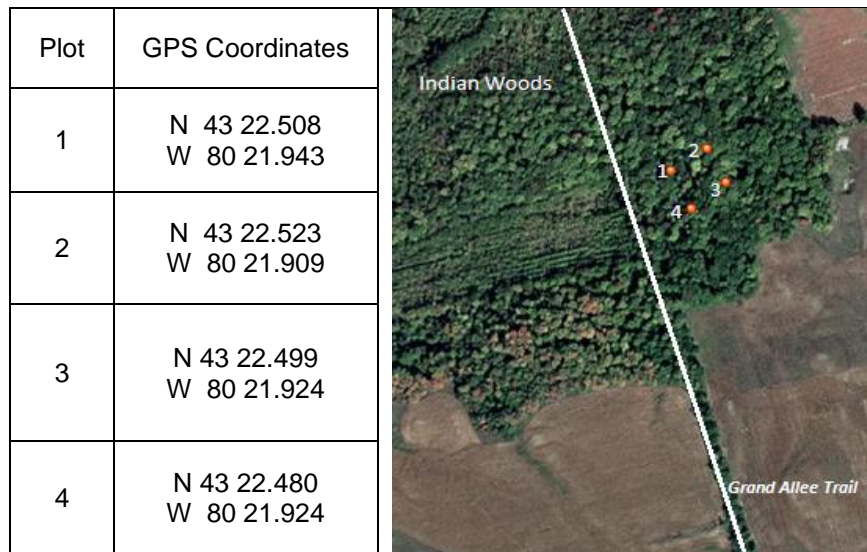 Plot GPS Coordinates
1 N 43 22.508
W 80 21.943
2 N 43 22.523
W 80 21.909
3 N 43 22.499
W 80 21.924
4 N 43 22.480
W 80 21.924
Indian Woods
2
1
3
4
Grand Allee Trail